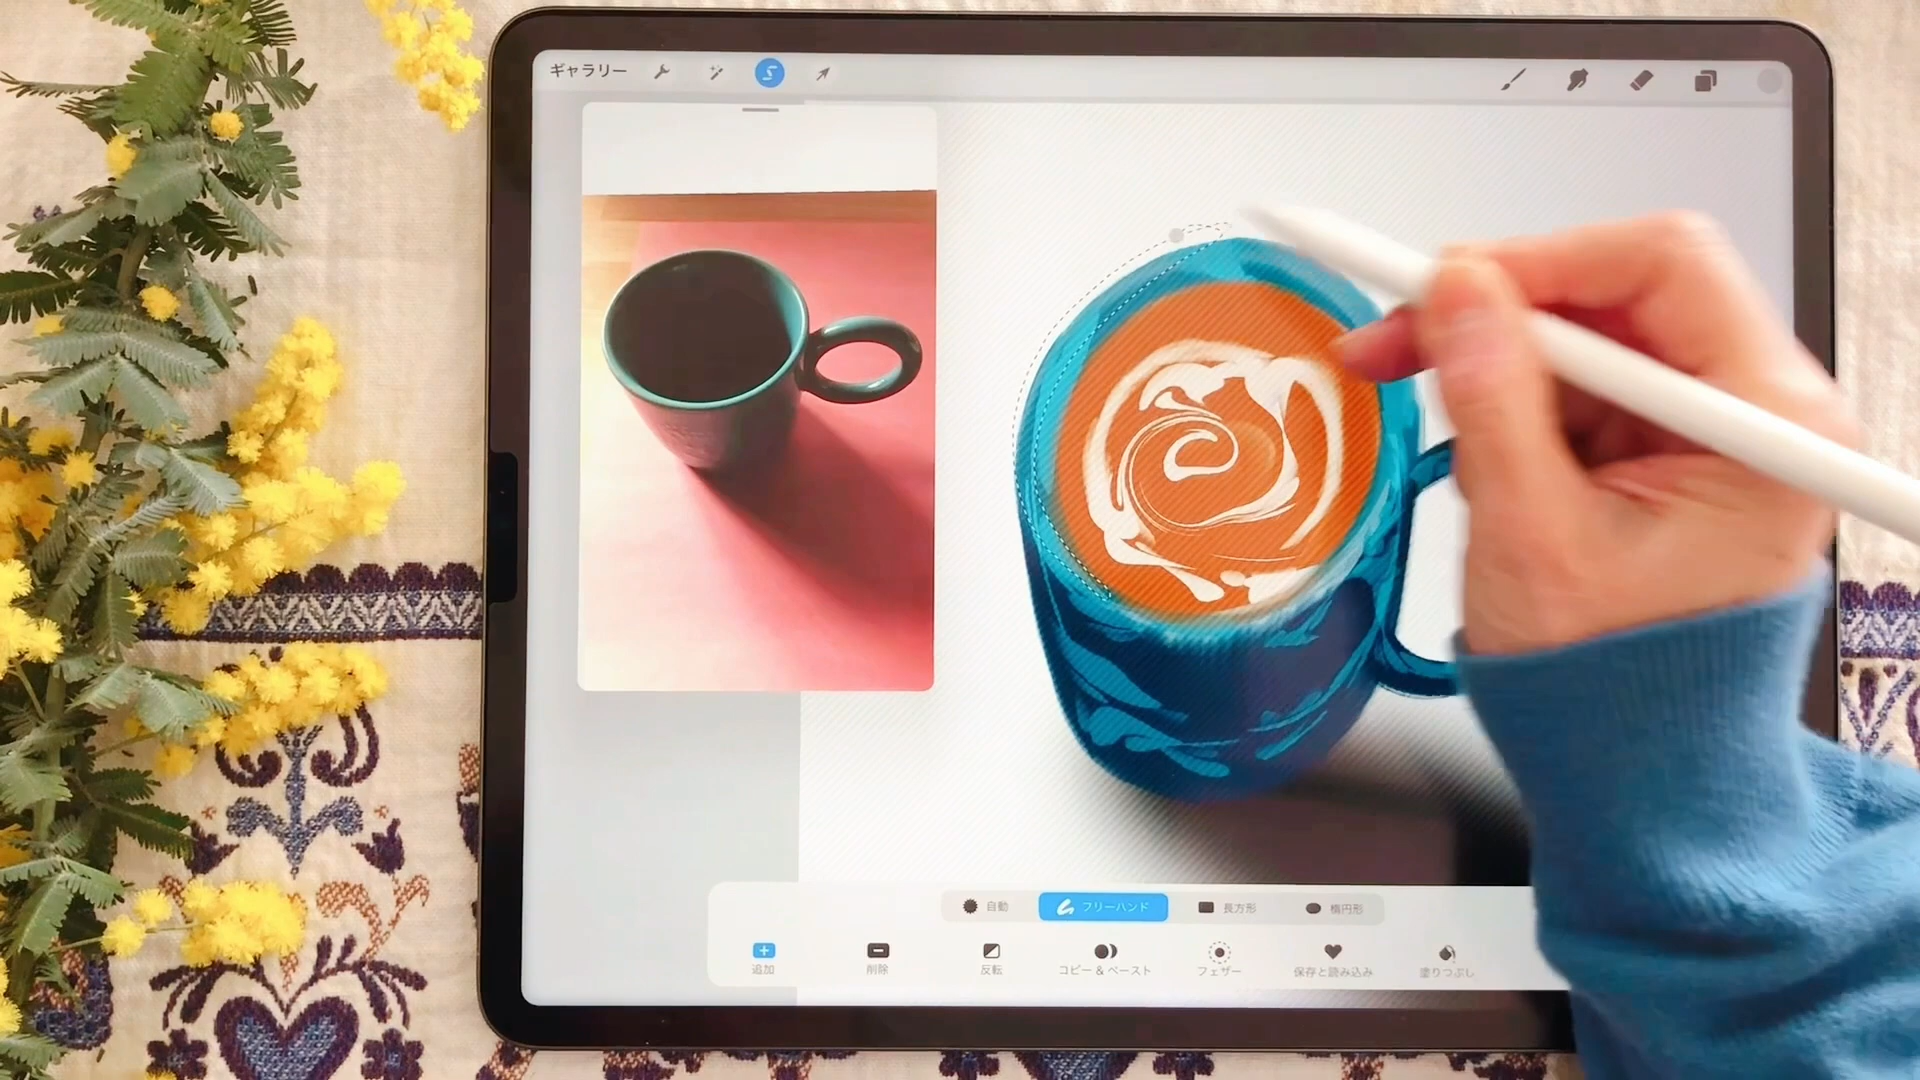 ギャラリー
自動
フリーハンド
長方形
楕円形
追加
削除
反転
コピー & ペースト
フェザー
保存と読み込み
塗りつぶし